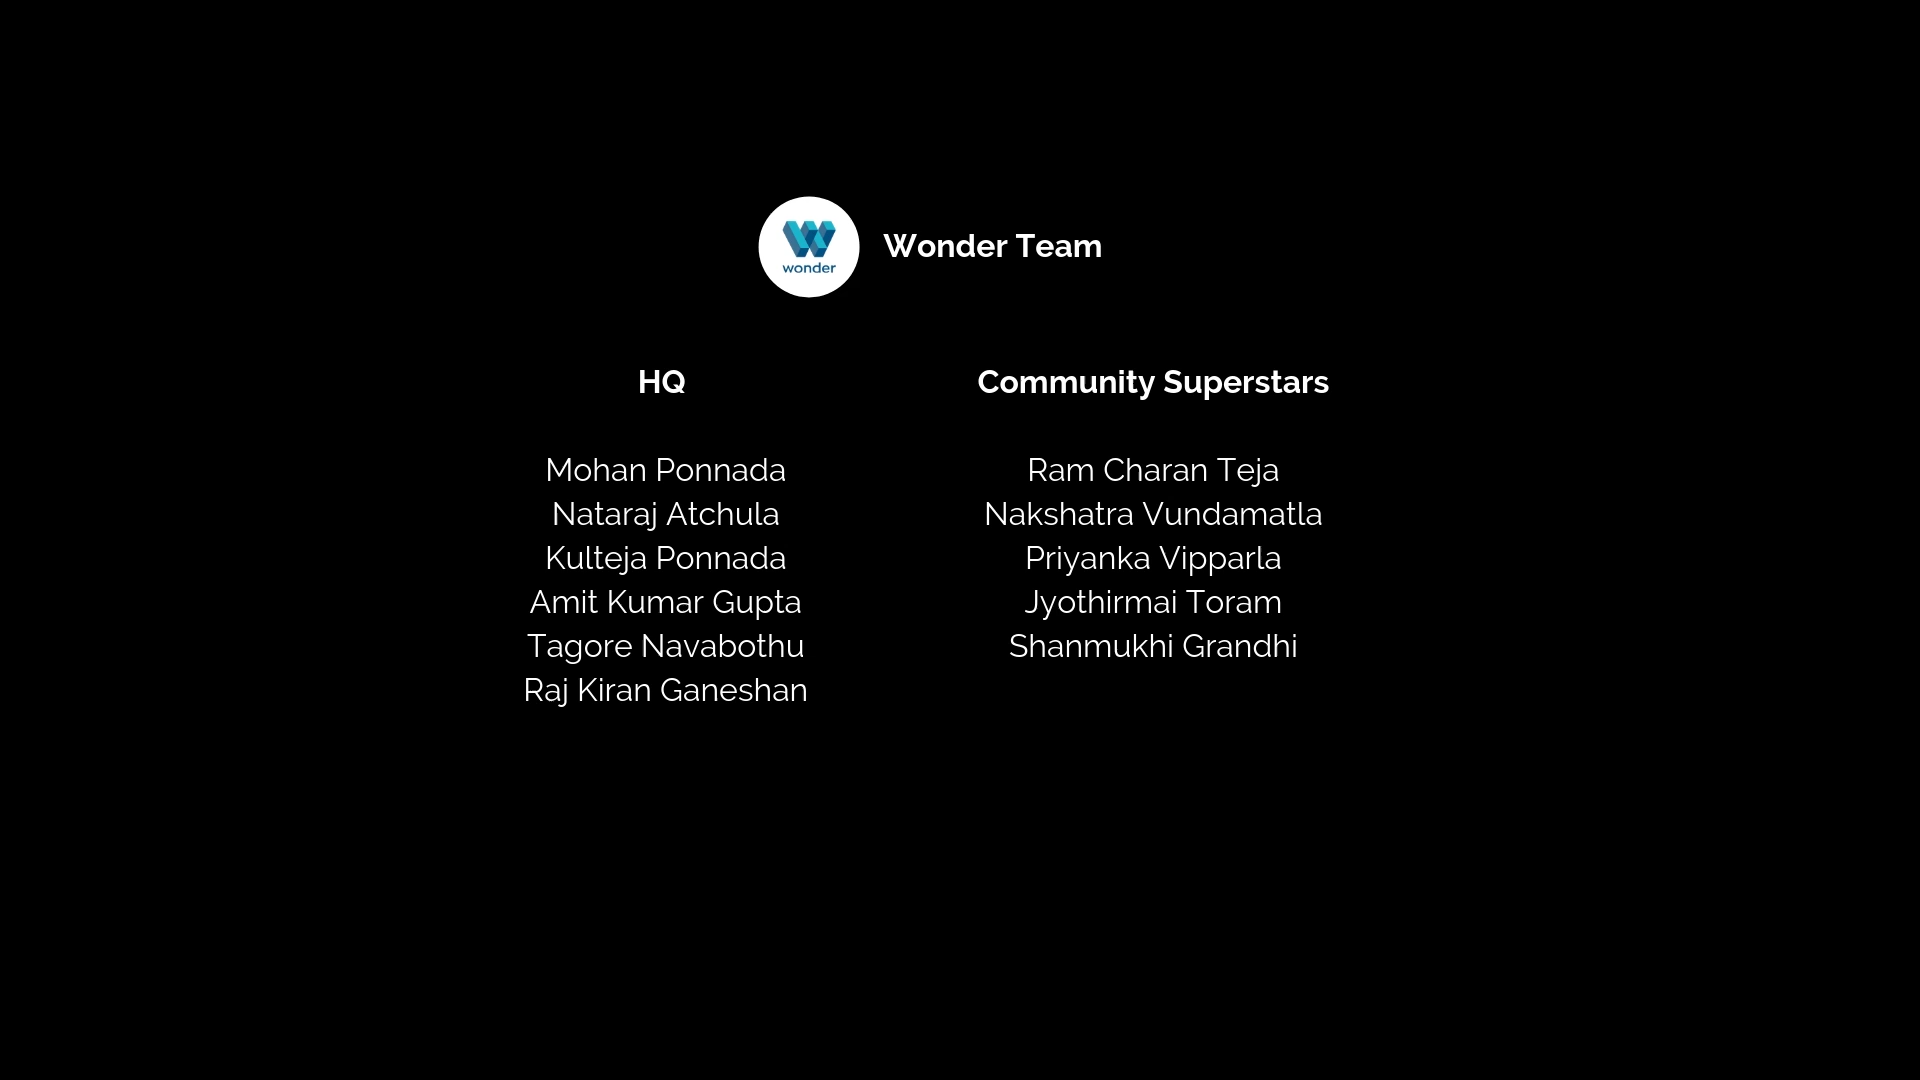 wonder
Wonder Team
HQ
Mohan Ponnada
Nataraj Atchula
Kulteja Ponnada
Amit Kumar Gupta
Tagore Navabothu
Raj Kiran Ganeshan
Community Superstars
Ram Charan Teja
Nakshatra Vundamatla
Priyanka Vipparla
Jyothirmai Toram
Shanmukhi Grandhi